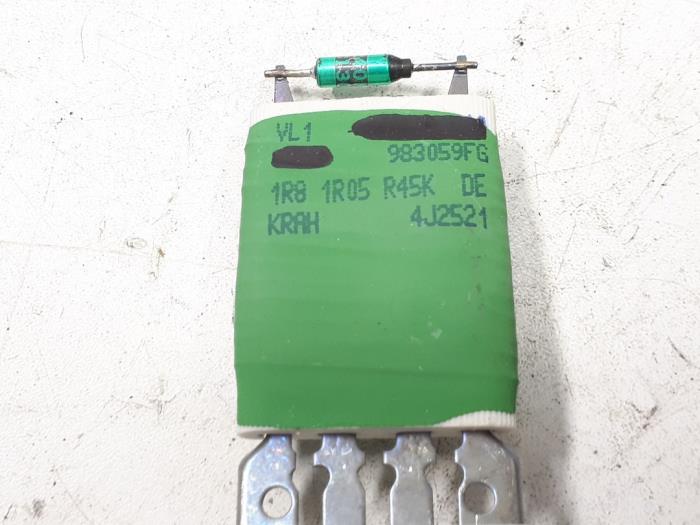 VL1
983059FG
1R8 1R05 R45K DE
KRAH 4J2521